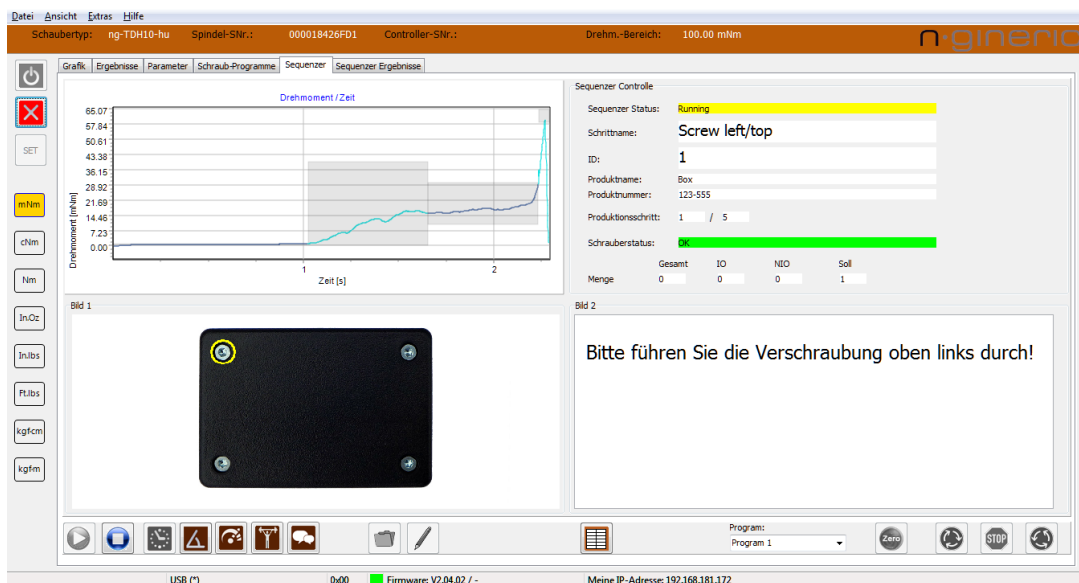 Datei Ansicht Extras Hilfe
Schaubertyp: ng-TDH10-hu Spindel-SNr.: 000018426FD1 Controller-SNr.: Drehm.-Bereich: 100.00 mNm n·gineric
Grafik Ergebnisse Parameter Schraub-Programme Sequenzer Sequenzer Ergebnisse
SET
mNm
cNm
Nm
In.Oz
In.lbs
Ft.lbs
kgf-cm
kgf-m
Drehmoment / Zeit
65.07
57.84
50.61
43.38
36.15
28.92
21.69
14.46
7.23
0.00
Drehmoment [mNm]
1 2
Zeit [s]
Sequenzer Controlle
Sequenzer Status: Running
Schrittname: Screw left/top
ID: 1
Produktname: Box
Produktnummer: 123-555
Produktionsschritt: 1 / 5
Schrauberstatus: OK
Gesamt IO NIO Soll
Menge 0 0 0 1
Bild 1
Bild 2
Bitte führen Sie die Verschraubung oben links durch!
Program:
Program 1
Zero
STOP
USB (*) 0x00 Firmware: V2.04.02 / - Meine IP-Adresse: 192.168.181.172